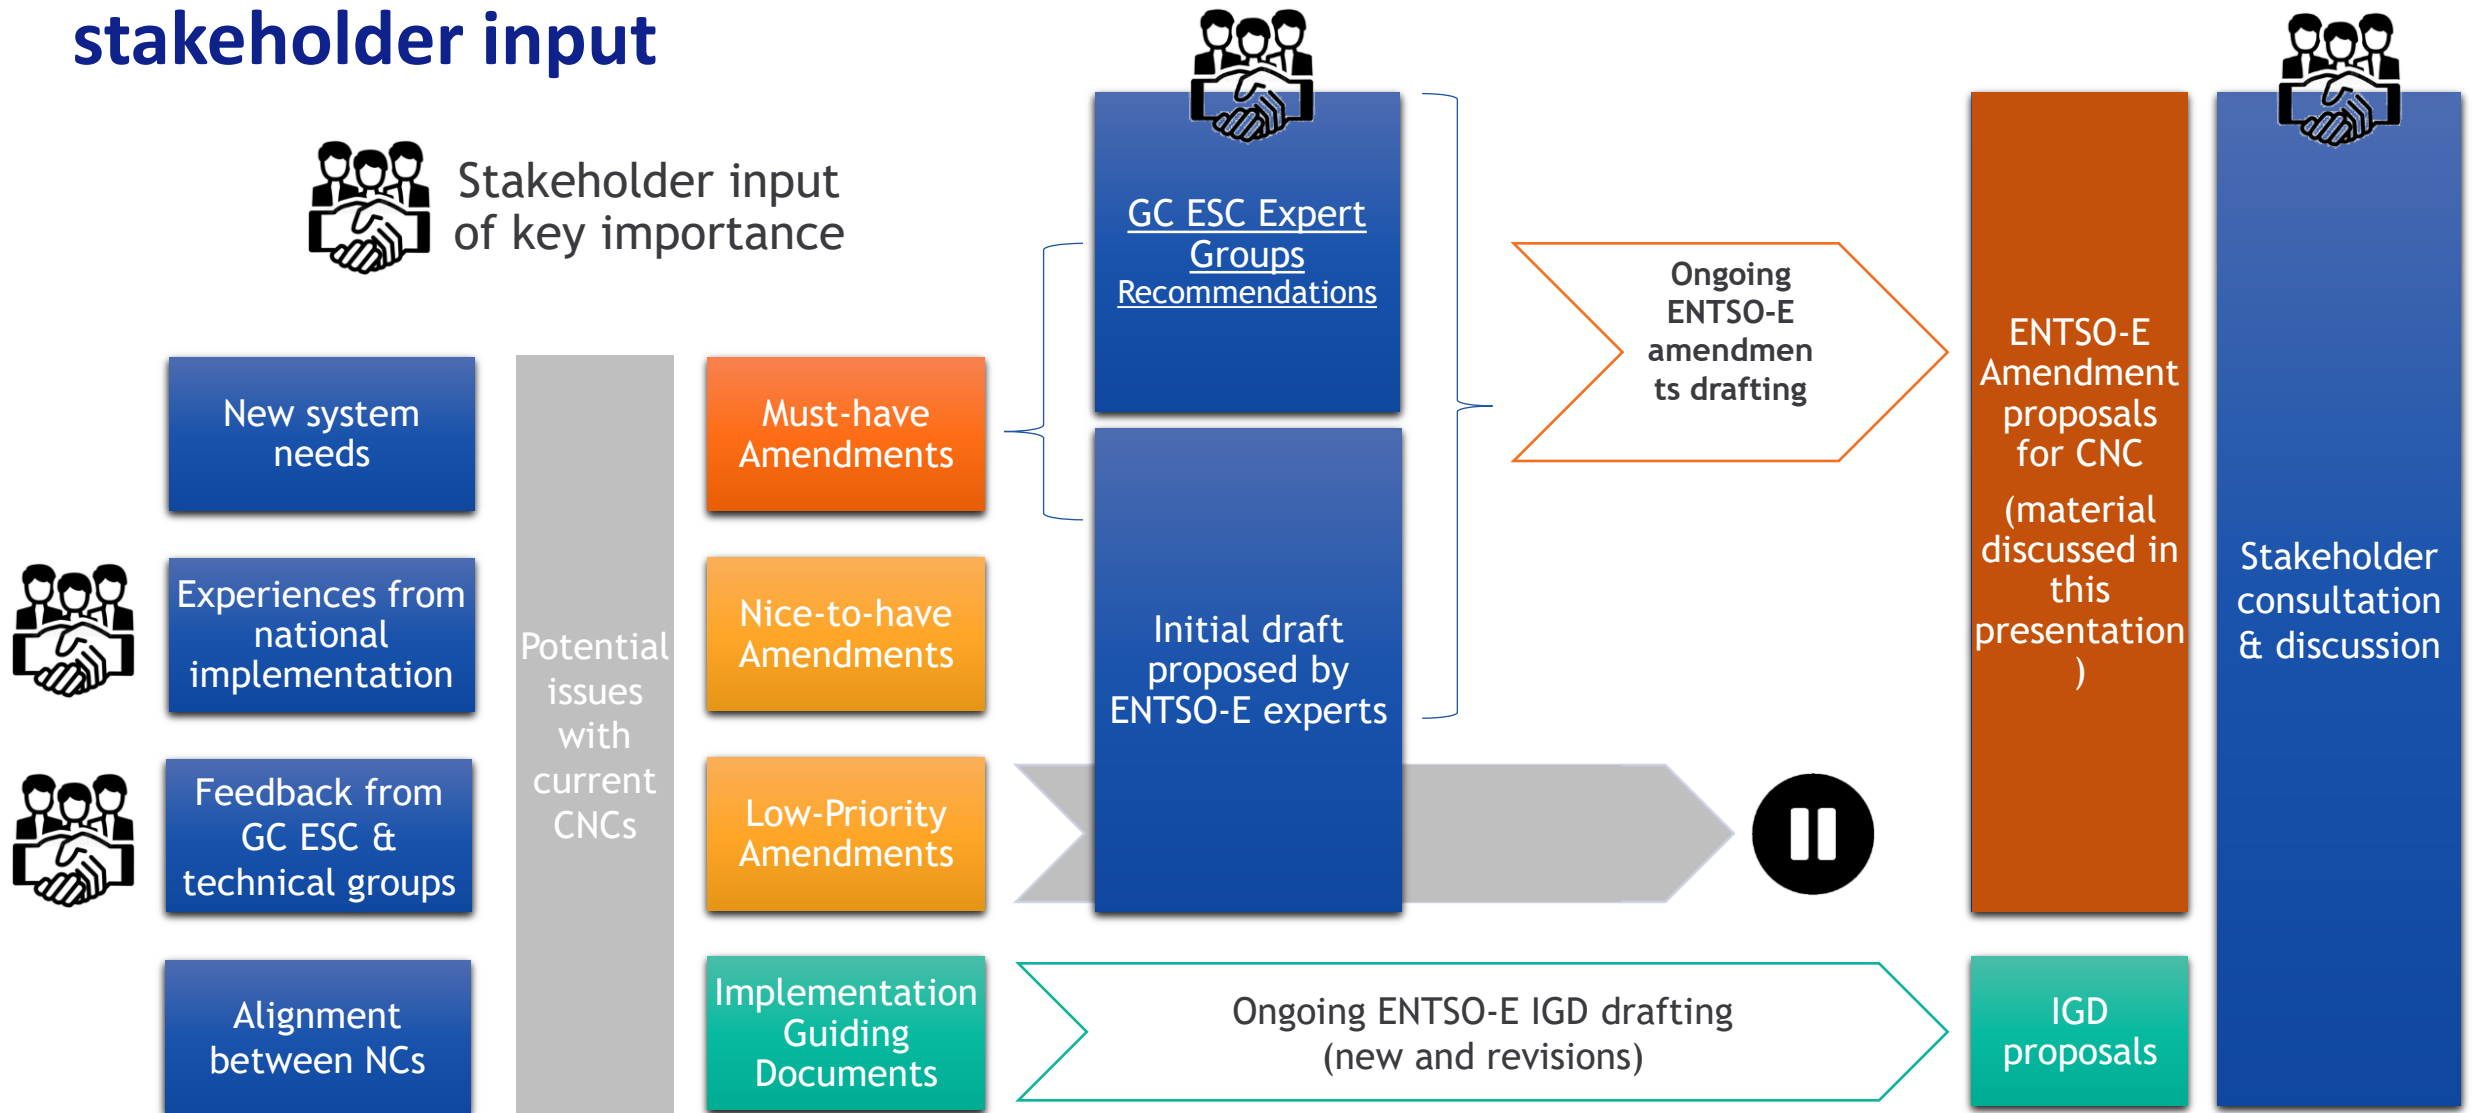 stakeholder input
Stakeholder input
of key importance
New system
needs
Experiences from
national
implementation
Feedback from
GC ESC &
technical groups
Alignment
between NCs
Potential
issues
with
current
CNCs
Must-have
Amendments
Nice-to-have
Amendments
Low-Priority
Amendments
Implementation
Guiding
Documents
GC ESC Expert
Groups
Recommendations
Initial draft
proposed by
ENTSO-E experts
Ongoing
ENTSO-E
amendmen
ts drafting
Ongoing ENTSO-E IGD drafting
(new and revisions)
ENTSO-E
Amendment
proposals
for CNC
(material
discussed in
this
presentation
)
IGD
proposals
Stakeholder
consultation
& discussion